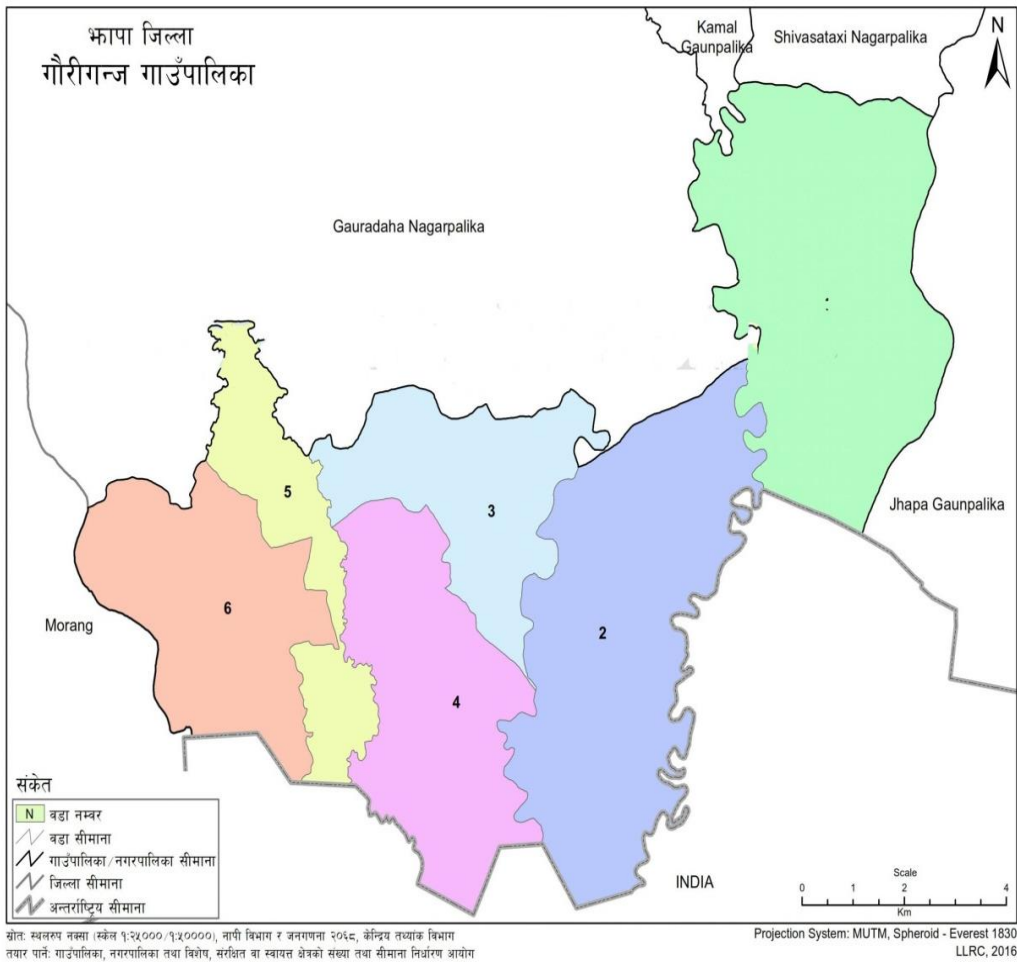 झापा जिल्ला
गौरीगन्ज गाउँपालिका
Kamal
Gaunpalika
Shivasataxi Nagarpalika
N
Gauradaha Nagarpalika
5
3
Jhapa Gaunpalika
6
Morang
2
4
संकेत
N वडा नम्बर
वडा सीमाना
गाउँपालिका/नगरपालिका सीमाना
जिल्ला सीमाना
अन्तर्राष्ट्रिय सीमाना
INDIA
Scale
0 1 2 4
Km
स्रोत: स्थलरुप नक्सा (स्केल १:२५०००/१:५००००), नापी विभाग र जनगणना २०६८, केन्द्रिय तथ्यांक विभाग
तयार पार्ने: गाउँपालिका, नगरपालिका तथा विशेष, संरक्षित वा स्वायत्त क्षेत्रको संख्या तथा सीमाना निर्धारण आयोग
Projection System: MUTM, Spheroid - Everest 1830
LLRC, 2016